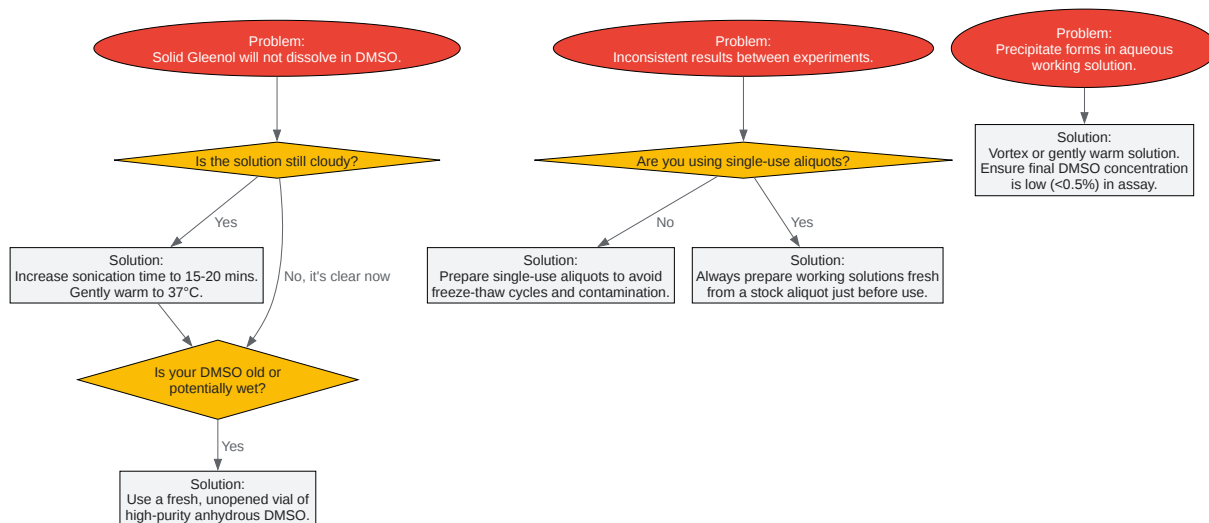 Problem:
Solid Gleenol will not dissolve in DMSO.
Is the solution still cloudy?
Yes
No, it's clear now
Solution:
Increase sonication time to 15-20 mins.
Gently warm to 37°C.
Is your DMSO old or
potentially wet?
Yes
Solution:
Use a fresh, unopened vial of
high-purity anhydrous DMSO.
Problem:
Inconsistent results between experiments.
Are you using single-use aliquots?
No
Yes
Solution:
Prepare single-use aliquots to avoid
freeze-thaw cycles and contamination.
Solution:
Always prepare working solutions fresh
from a stock aliquot just before use.
Problem:
Precipitate forms in aqueous
working solution.
Solution:
Vortex or gently warm solution.
Ensure final DMSO concentration
is low (<0.5%) in assay.